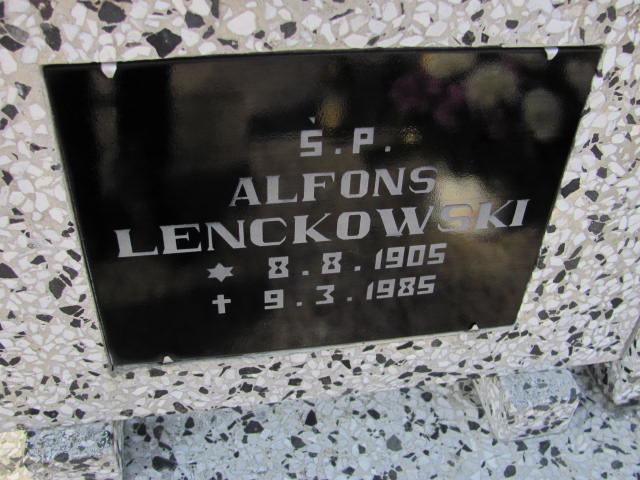 Ś.P.
ALFONS
LENCKOWSKI
* 8.8.1905
† 9.3.1985